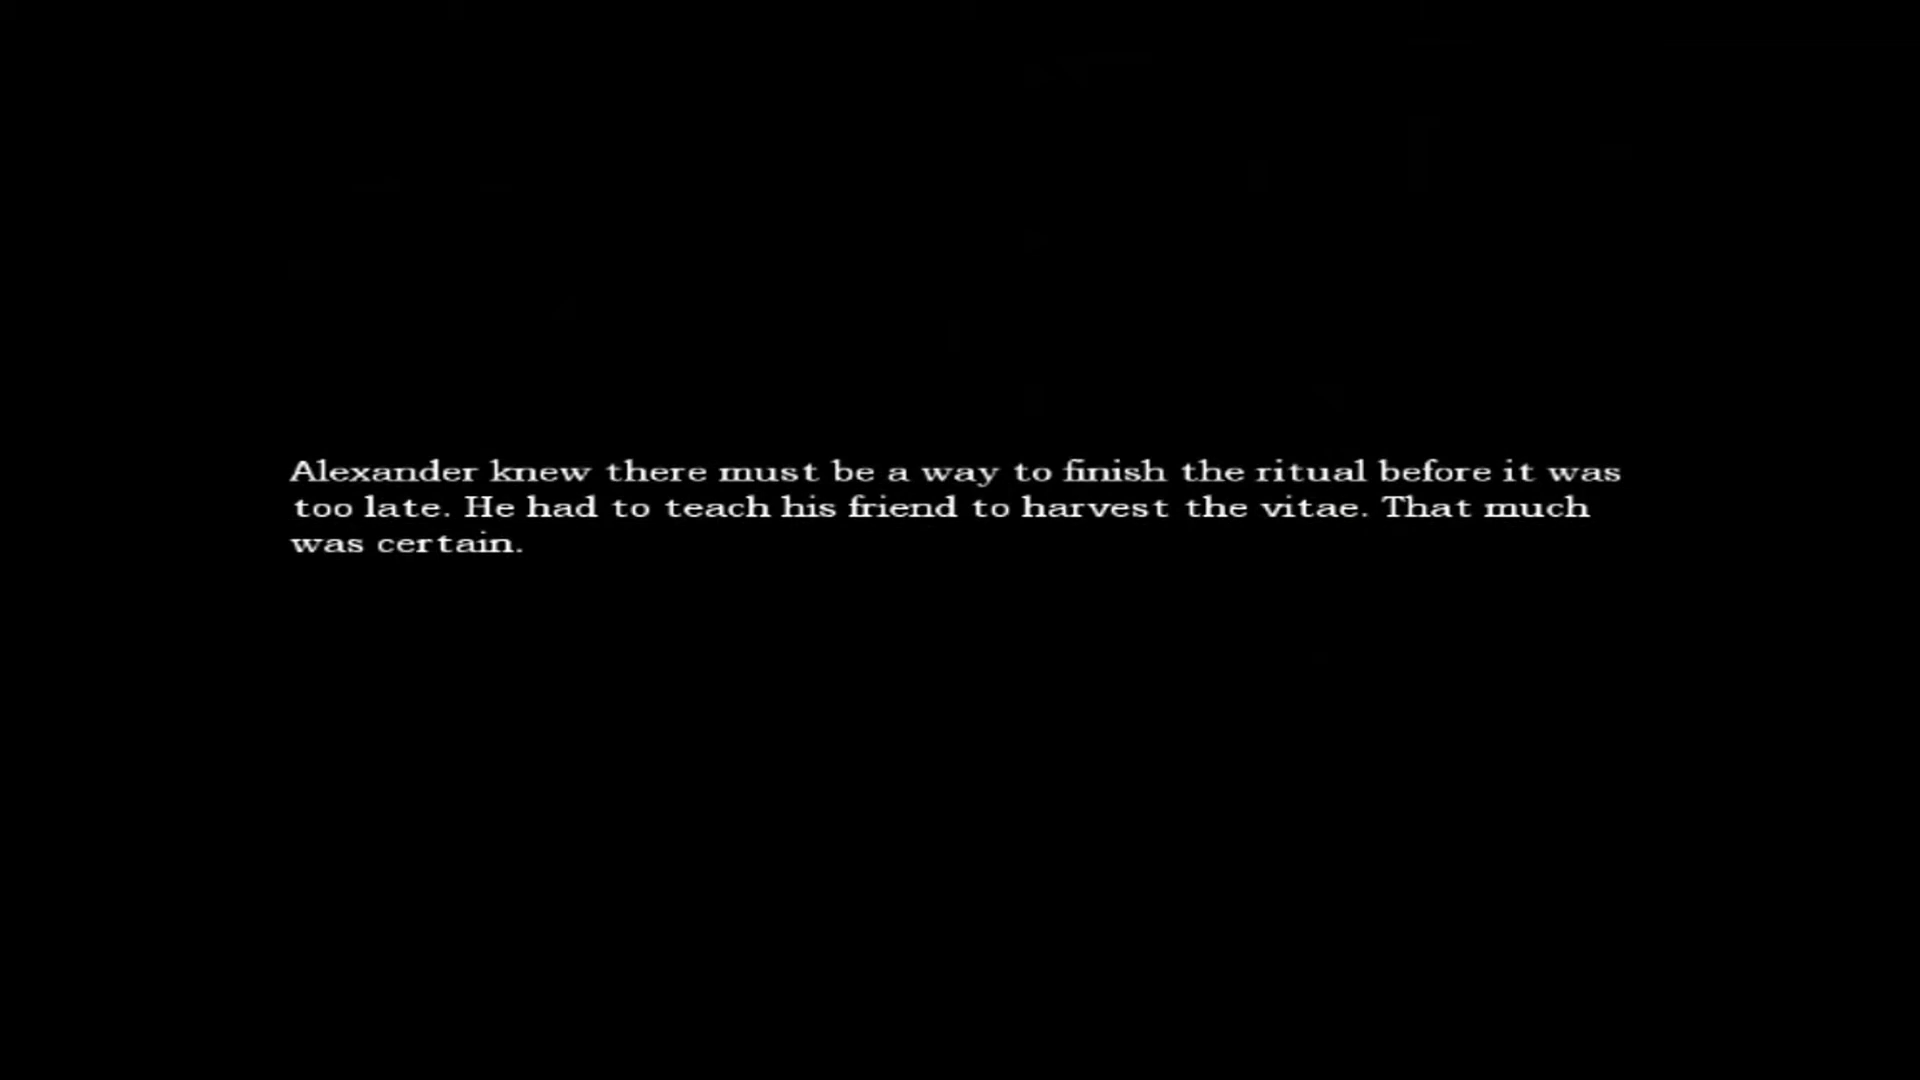 Alexander knew there must be a way to finish the ritual before it was
too late. He had to teach his friend to harvest the vitae. That much
was certain.